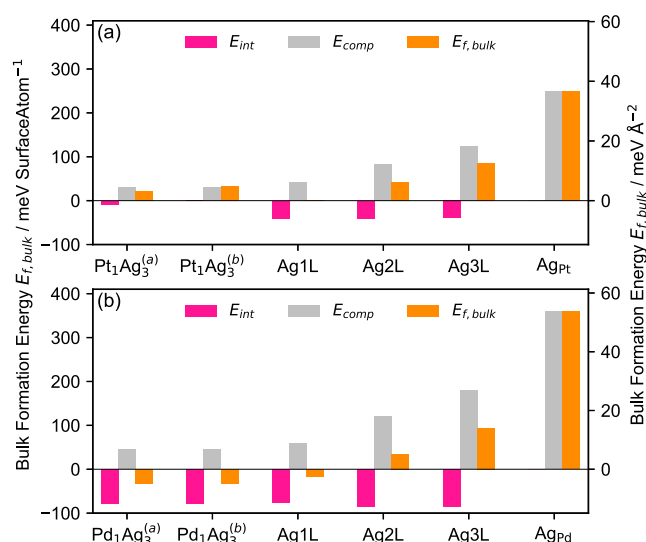 (a)
E_int E_comp E_f,bulk
400
300
200
100
0
−100
60
40
20
0
Pt₁Ag₃⁽ᵃ⁾ Pt₁Ag₃⁽ᵇ⁾ Ag1L Ag2L Ag3L Ag_Pt
(b)
E_int E_comp E_f,bulk
400
300
200
100
0
−100
60
40
20
0
Pd₁Ag₃⁽ᵃ⁾ Pd₁Ag₃⁽ᵇ⁾ Ag1L Ag2L Ag3L Ag_Pd
Bulk Formation Energy E_f,bulk / meV SurfaceAtom⁻¹
Bulk Formation Energy E_f,bulk / meV Å⁻²